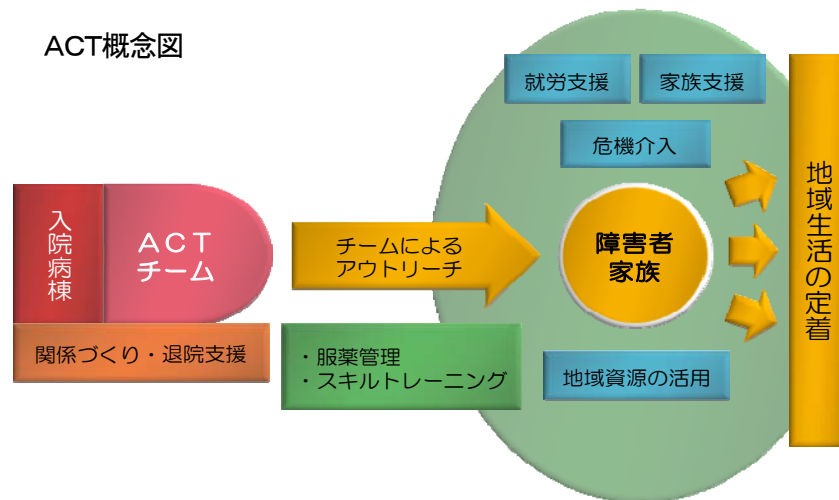 ACT概念図
就労支援
家族支援
危機介入
入院病棟
ACT
チーム
チームによる
アウトリーチ
障害者
家族
地域生活の定着
関係づくり・退院支援
・服薬管理
・スキルトレーニング
地域資源の活用